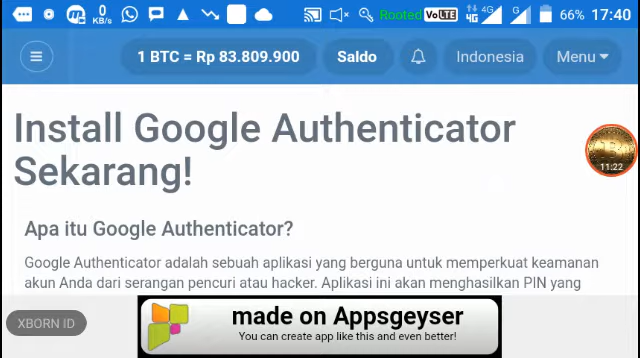 0 KB/s Rooted VoLTE 4G 4G G 66% 17:40
1 BTC = Rp 83.809.900 Saldo Indonesia Menu
Install Google Authenticator
Sekarang!
11:22
Apa itu Google Authenticator?
Google Authenticator adalah sebuah aplikasi yang berguna untuk memperkuat keamanan
akun Anda dari serangan pencuri atau hacker. Aplikasi ini akan menghasilkan PIN yang
XBORN ID
made on Appsgeyser
You can create app like this and even better!